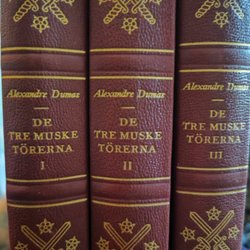 Alexandre Dumas
DE
TRE MUSKE
TÖRERNA
I
Alexandre Dumas
DE
TRE MUSKE
TÖRERNA
II
Alexandre Dumas
DE
TRE MUSKE
TÖRERNA
III